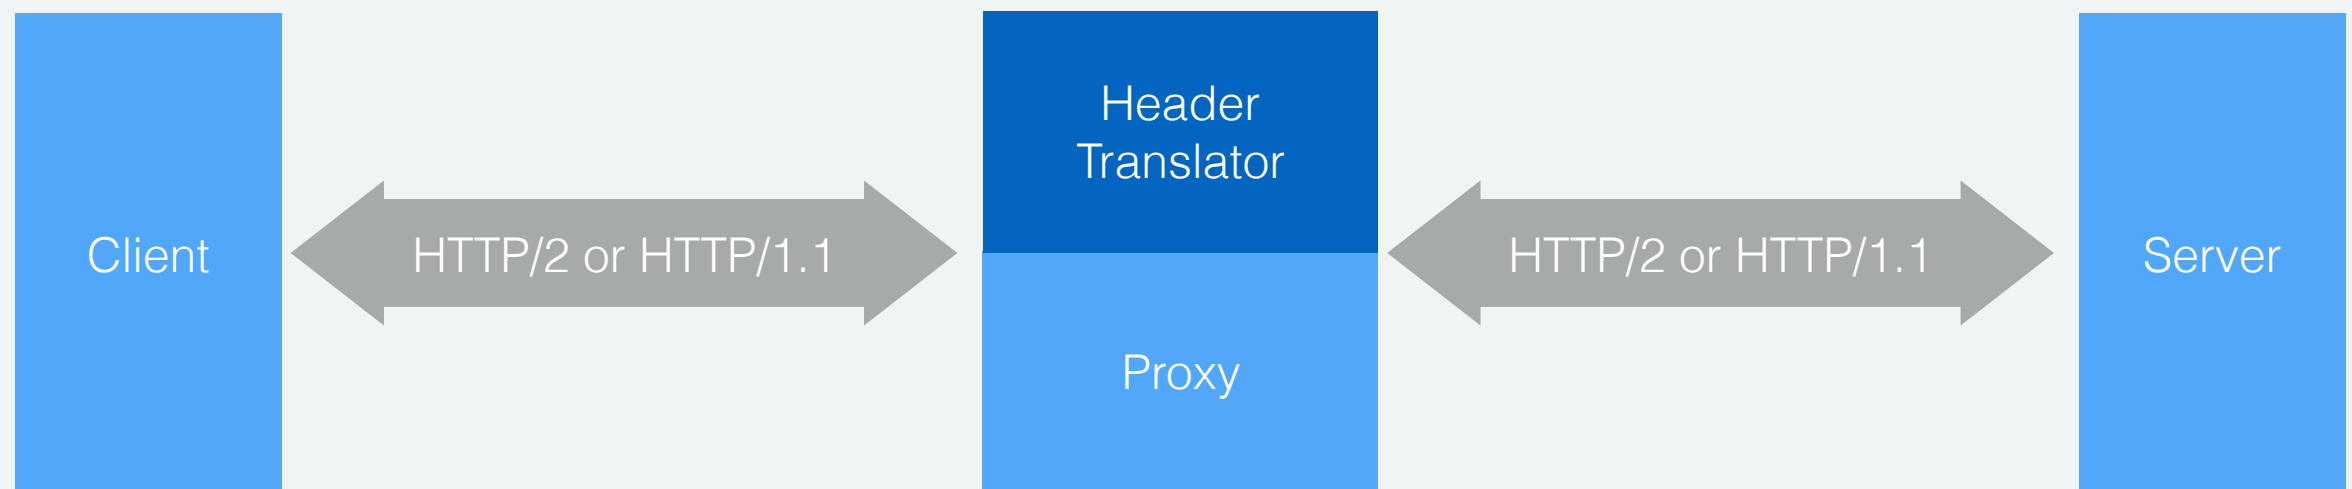 Client
HTTP/2 or HTTP/1.1
Header
Translator
Proxy
HTTP/2 or HTTP/1.1
Server